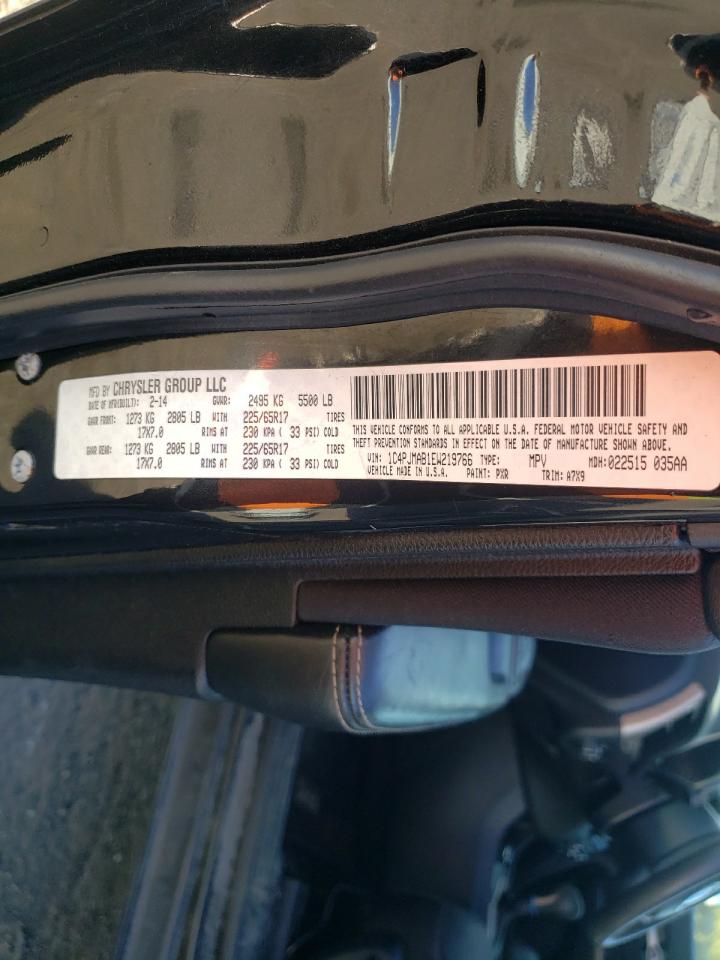 MFD BY CHRYSLER GROUP LLC
DATE OF MFR(BUILT): 2-14 GVWR: 2495 KG 5500 LB
GAWR FRONT: 1273 KG 2805 LB WITH 225/65R17 TIRES
17X7.0 RIMS AT 230 KPA ( 33 PSI) COLD
GAWR REAR: 1273 KG 2805 LB WITH 225/65R17 TIRES
17X7.0 RIMS AT 230 KPA ( 33 PSI) COLD
THIS VEHICLE CONFORMS TO ALL APPLICABLE U.S.A. FEDERAL MOTOR VEHICLE SAFETY AND
THEFT PREVENTION STANDARDS IN EFFECT ON THE DATE OF MANUFACTURE SHOWN ABOVE.
VIN: 1C4PJMAB1EW219766 TYPE: MPV MDH: 022515 035AA
VEHICLE MADE IN U.S.A. PAINT: PXR TRIM: A7X9